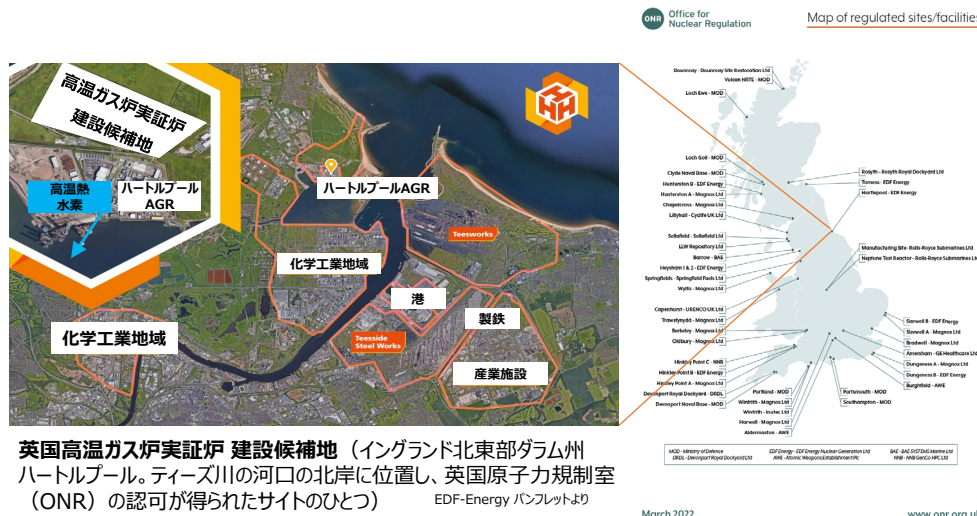 ONR Office for
Nuclear Regulation
Map of regulated sites/facilities
高温ガス炉実証炉
建設候補地
高温熱
水素
ハートルプール
AGR
ハートルプールAGR
Teesworks
化学工業地域
港
製鉄
化学工業地域
Teesside
Steel Works
産業施設
Dounreay - Dounreay Site Restoration Ltd
Vulcan NRTE - MOD
Loch Ewe - MOD
Loch Goil - MOD
Clyde Naval Base - MOD
Hunterston B - EDF Energy
Hunterston A - Magnox Ltd
Chapelcross - Magnox Ltd
Lillyhall - Cyclife UK Ltd
Sellafield - Sellafield Ltd
LLW Repository Ltd
Barrow - BAE
Heysham 1 & 2 - EDF Energy
Springfields - Springfield Fuels Ltd
Wylfa - Magnox Ltd
Capenhurst - URENCO UK Ltd
Trawsfynydd - Magnox Ltd
Berkeley - Magnox Ltd
Oldbury - Magnox Ltd
Hinkley Point C - NNB
Hinkley Point B - EDF Energy
Hinkley Point A - Magnox Ltd
Devonport Royal Dockyard - DRDL
Devonport Naval Base - MOD
Rosyth - Rosyth Royal Dockyard Ltd
Torness - EDF Energy
Hartlepool - EDF Energy
Manufacturing Site - Rolls-Royce Submarines Ltd
Neptune Test Reactor - Rolls-Royce Submarines Ltd
Sizewell B - EDF Energy
Sizewell A - Magnox Ltd
Bradwell - Magnox Ltd
Amersham - GE Healthcare Ltd
Dungeness A - Magnox Ltd
Dungeness B - EDF Energy
Burghfield - AWE
Portland - MOD
Winfrith - Magnox Ltd
Winfrith - Inutec Ltd
Harwell - Magnox Ltd
Aldermaston - AWE
Portsmouth - MOD
Southampton - MOD
MOD - Ministry of Defence
DRDL - Devonport Royal Dockyard Ltd
EDF Energy - EDF Energy Nuclear Generation Ltd
AWE - Atomic Weapons Establishment Plc
BAE - BAE SYSTEMS Marine Ltd
NNB - NNB GenCo HPC Ltd
March 2022
www.onr.org.u
英国高温ガス炉実証炉 建設候補地（イングランド北東部ダラム州
ハートルプール。ティーズ川の河口の北岸に位置し、英国原子力規制室
（ONR）の認可が得られたサイトのひとつ）
EDF-Energy パンフレットより